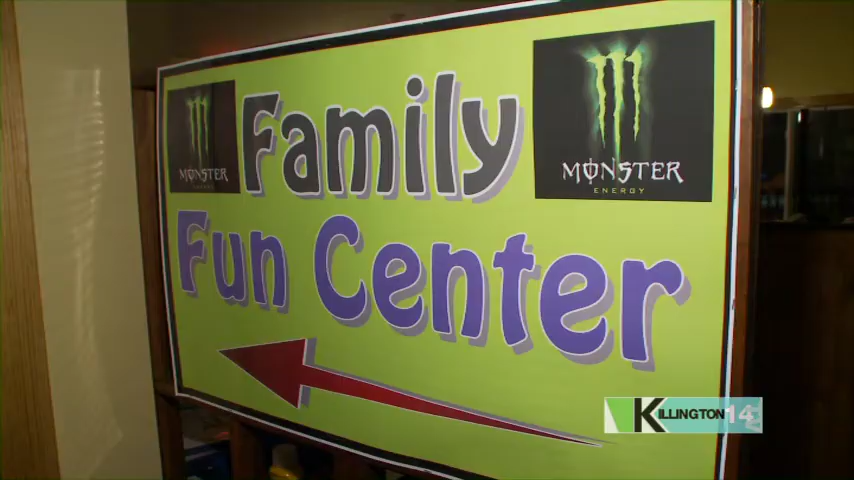 Family
MONSTER
ENERGY
MONSTER
ENERGY
Fun Center
KILLINGTON 14